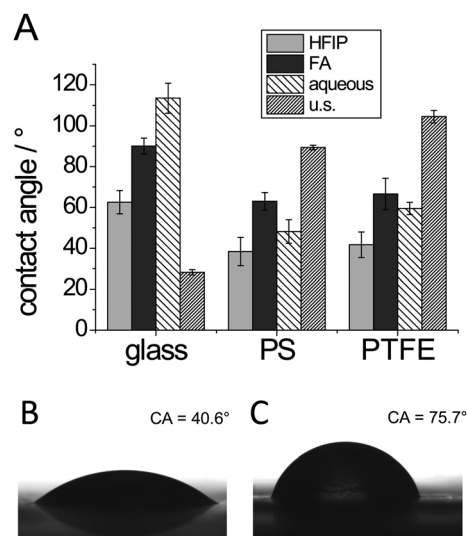 A
HFIP
FA
aqueous
u.s.
contact angle / °
120
100
80
60
40
20
0
glass PS PTFE
B CA = 40.6°
C CA = 75.7°